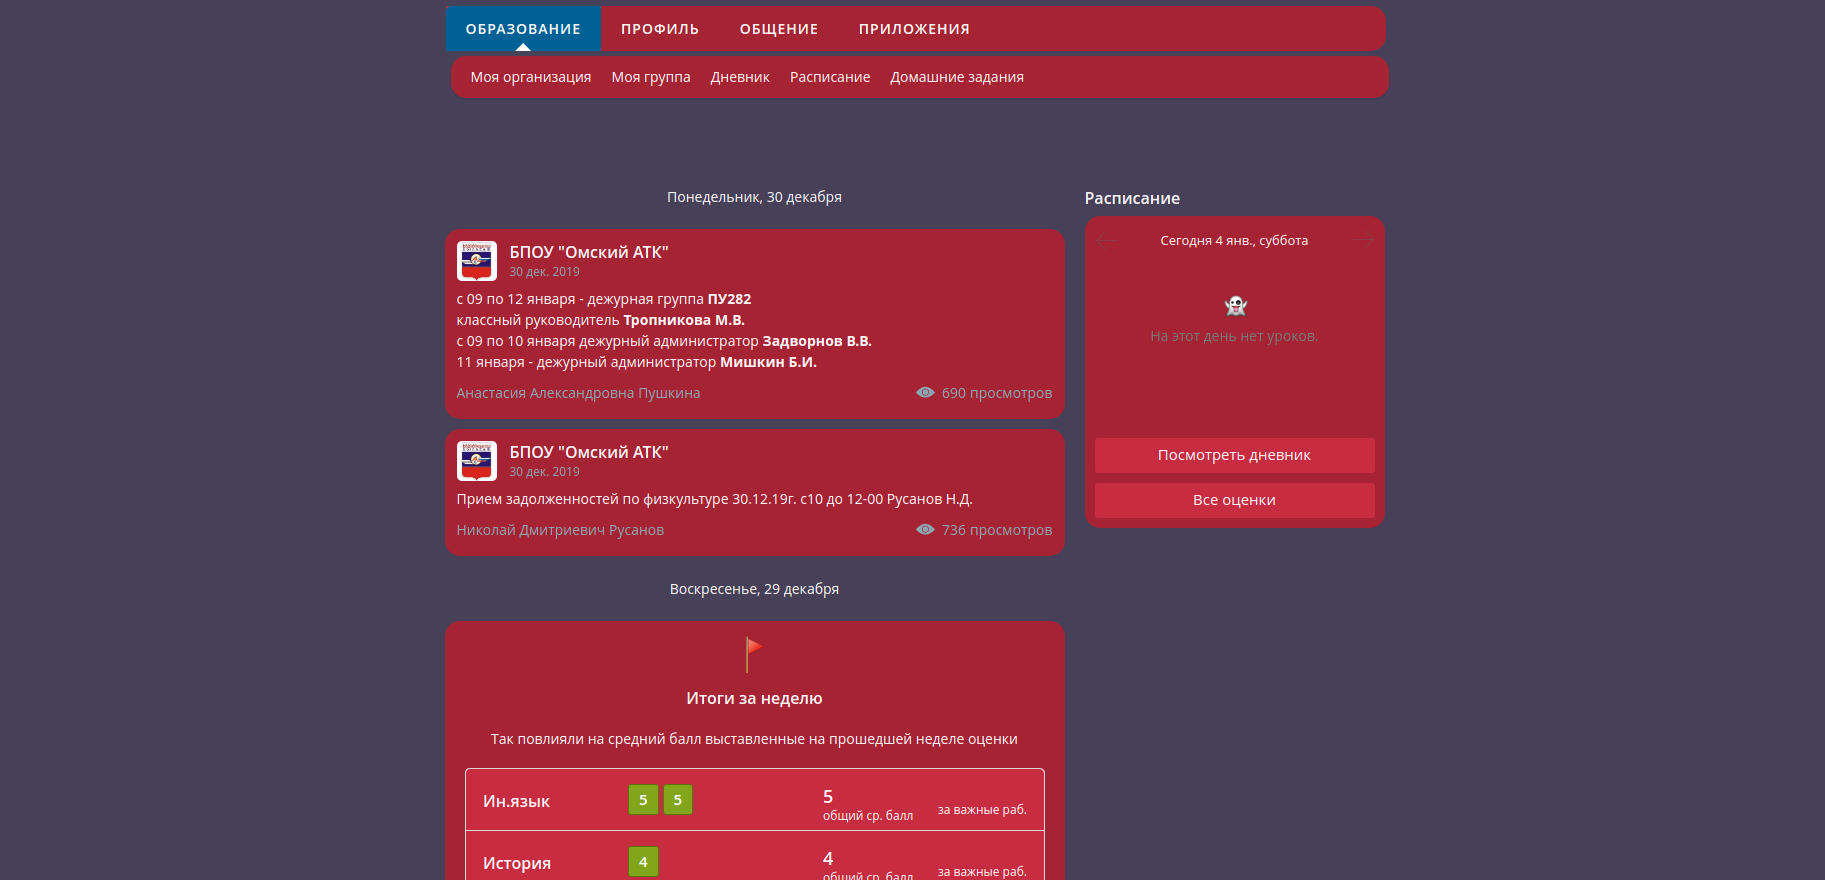 ОБРАЗОВАНИЕ ПРОФИЛЬ ОБЩЕНИЕ ПРИЛОЖЕНИЯ
Моя организация Моя группа Дневник Расписание Домашние задания
Понедельник, 30 декабря
БПОУ "Омский АТК"
30 дек. 2019
с 09 по 12 января - дежурная группа ПУ282
классный руководитель Тропникова М.В.
с 09 по 10 января дежурный администратор Задворнов В.В.
11 января - дежурный администратор Мишкин Б.И.
Анастасия Александровна Пушкина 690 просмотров
БПОУ "Омский АТК"
30 дек. 2019
Прием задолженностей по физкультуре 30.12.19г. с10 до 12-00 Русанов Н.Д.
Николай Дмитриевич Русанов 736 просмотров
Воскресенье, 29 декабря
Итоги за неделю
Так повлияли на средний балл выставленные на прошедшей неделе оценки
Ин.язык 5 5 5
общий ср. балл за важные раб.
История 4 4
общий ср. балл за важные раб.
Расписание
Сегодня 4 янв., суббота
На этот день нет уроков.
Посмотреть дневник
Все оценки